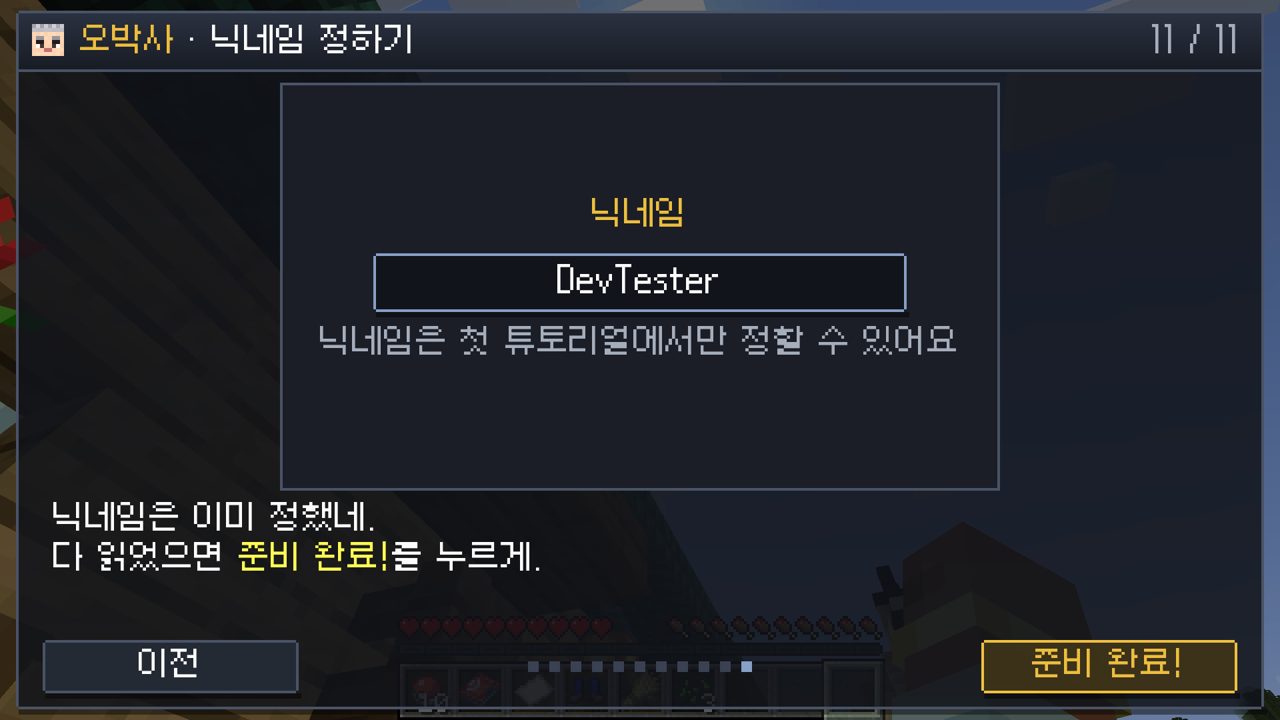 오박사 · 닉네임 정하기
11 / 11
닉네임
DevTester
닉네임은 첫 튜토리얼에서만 정할 수 있어요
닉네임은 이미 정했네.
다 읽었으면 준비 완료!를 누르게.
이전
준비 완료!
10
3